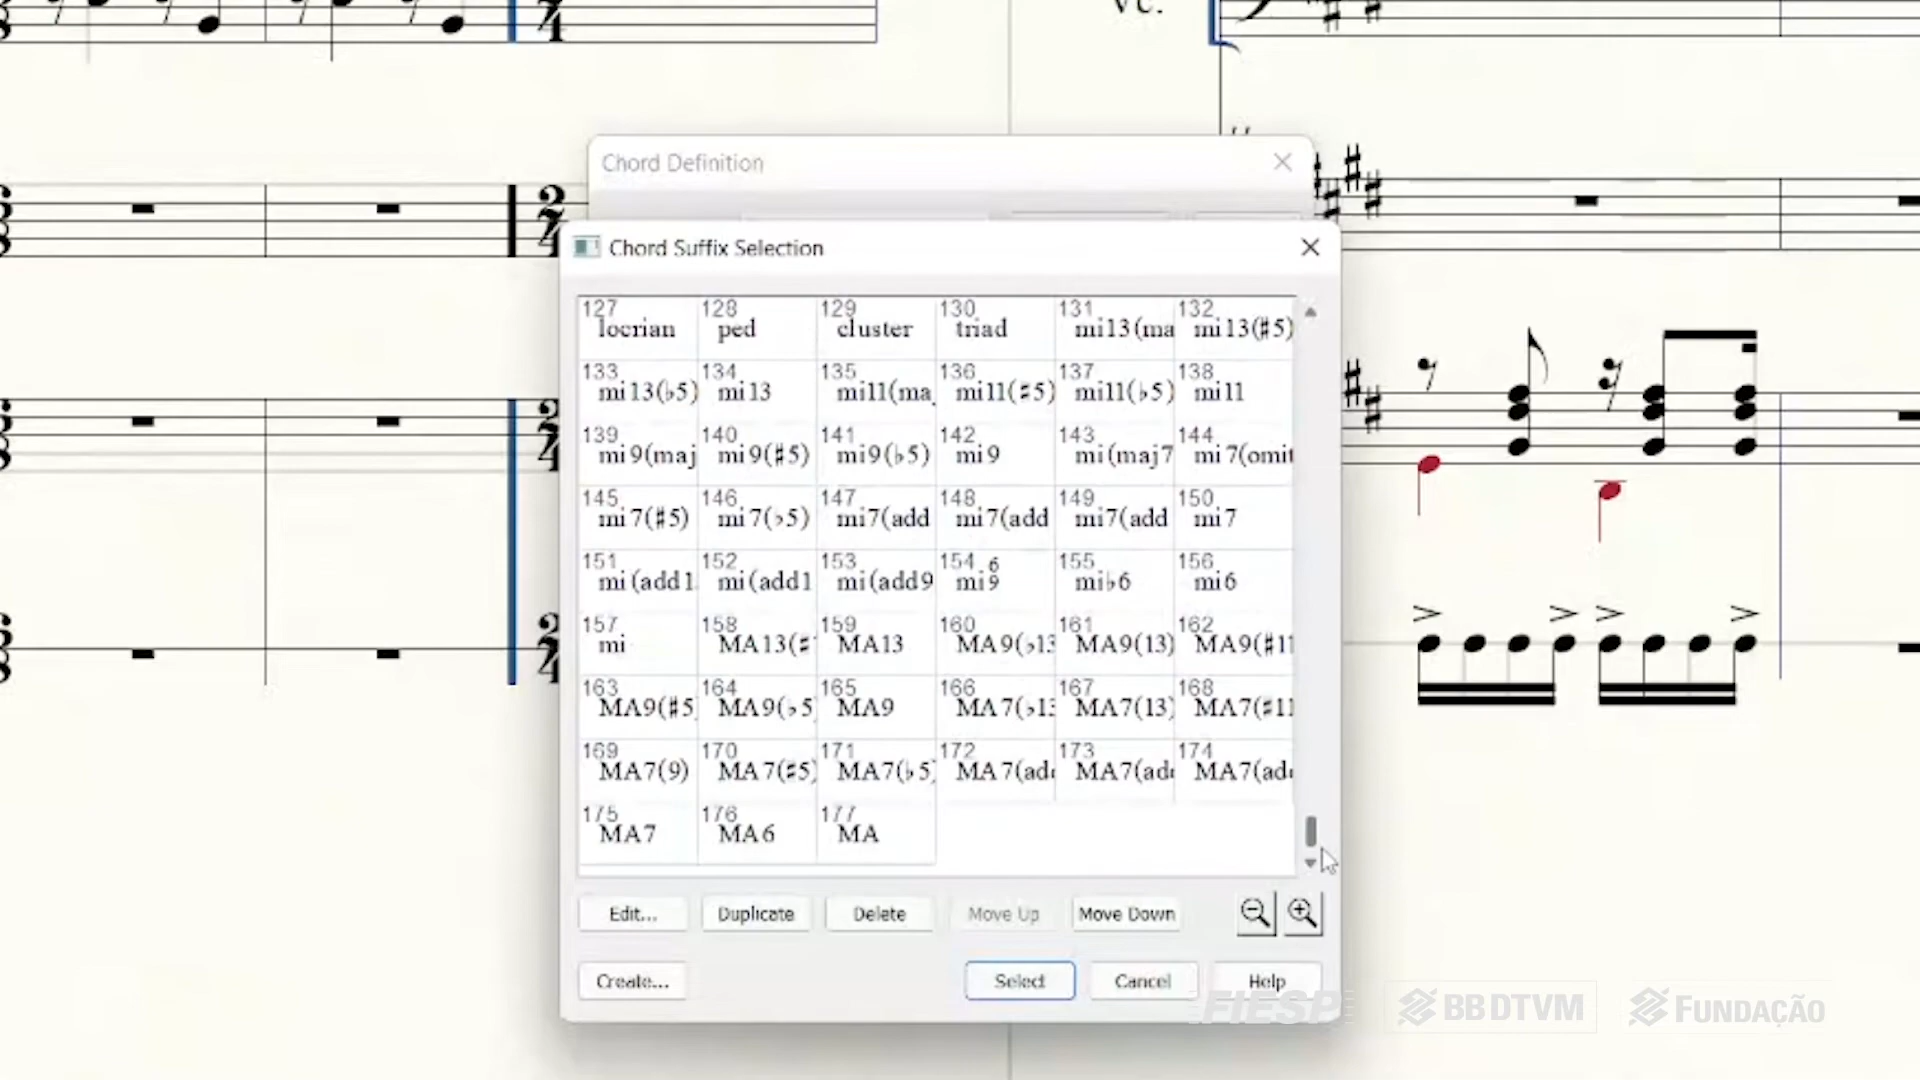 Vc.
Chord Definition
Chord Suffix Selection
127 128 129 130 131 132
locrian ped cluster triad mi13(ma mi13(♯5)
133 134 135 136 137 138
mi13(♭5) mi13 mi11(ma mi11(♯5) mi11(♭5) mi11
139 140 141 142 143 144
mi9(maj mi9(♯5) mi9(♭5) mi9 mi(maj7 mi7(omit
145 146 147 148 149 150
mi7(♯5) mi7(♭5) mi7(add mi7(add mi7(add mi7
151 152 153 154 155 156
mi(add1 mi(add1 mi(add9 mi6/9 mi♭6 mi6
157 158 159 160 161 162
mi MA13(♯ MA13 MA9(♭13 MA9(13) MA9(♯11
163 164 165 166 167 168
MA9(♯5 MA9(♭5 MA9 MA7(♭13 MA7(13) MA7(♯11
169 170 171 172 173 174
MA7(9) MA7(♯5) MA7(♭5) MA7(add MA7(add MA7(add
175 176 177
MA7 MA6 MA
Edit... Duplicate Delete Move Up Move Down
Create... Select Cancel Help
FIESP BB DTVM FUNDAÇÃO